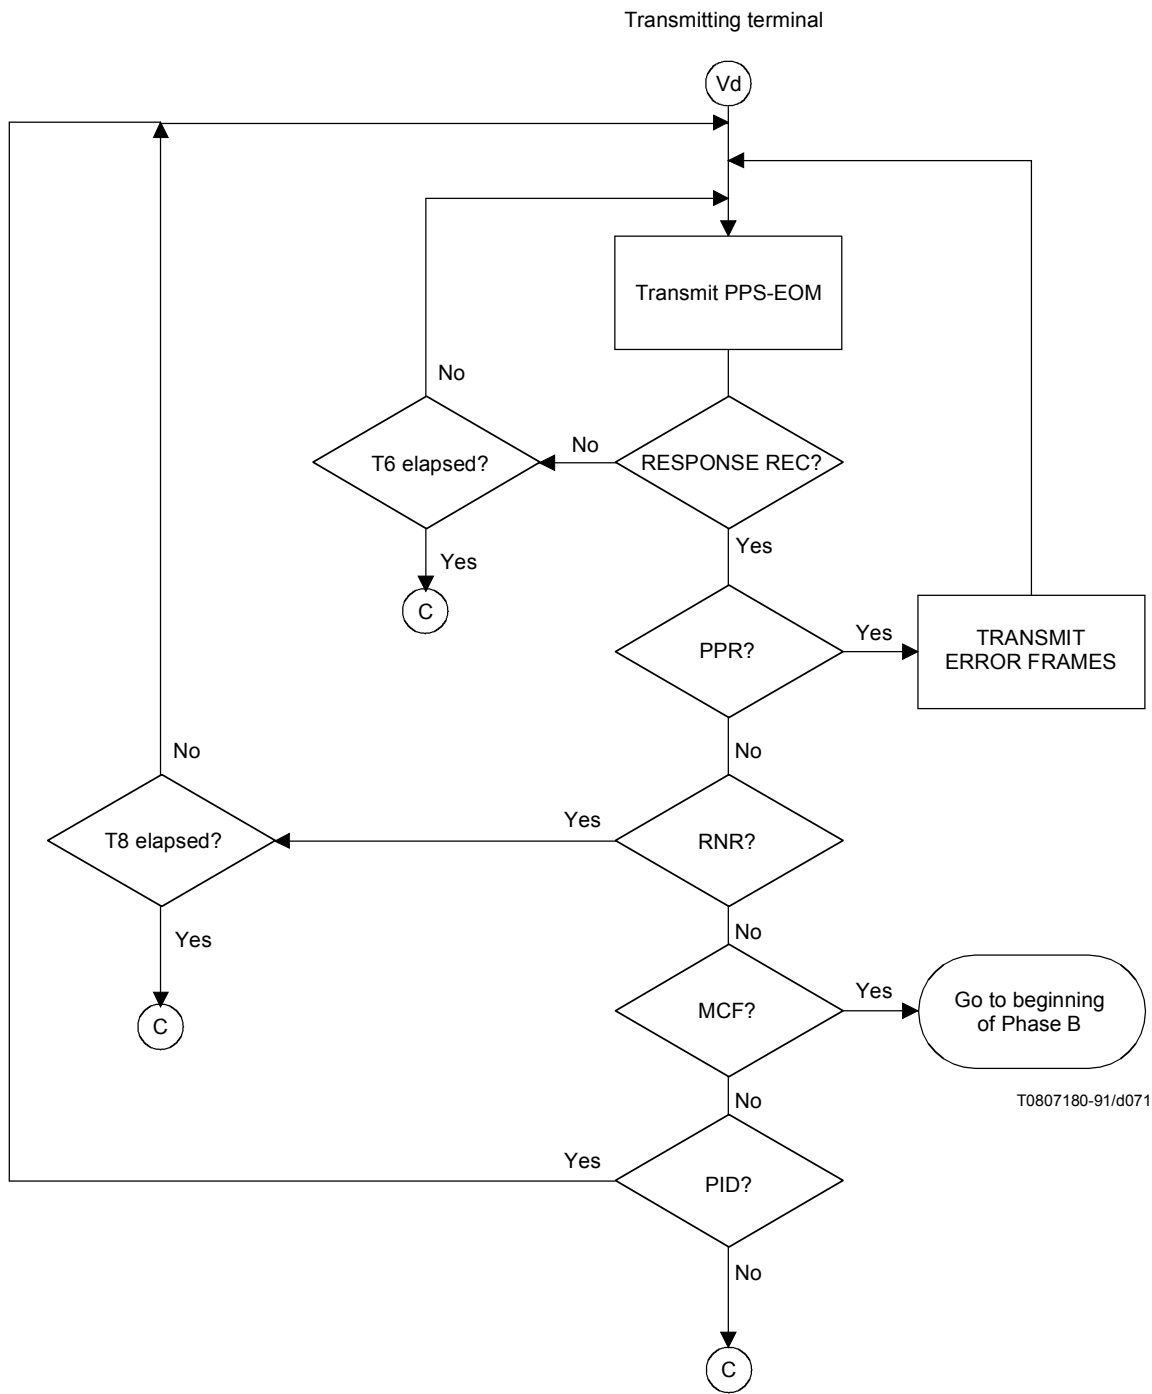 Transmitting terminal
Vd
Transmit PPS-EOM
No
T6 elapsed?
No
RESPONSE REC?
Yes
Yes
C
PPR?
Yes
TRANSMIT
ERROR FRAMES
No
No
T8 elapsed?
Yes
RNR?
Yes
No
C
MCF?
Yes
Go to beginning
of Phase B
T0807180-91/d071
No
Yes
PID?
No
C